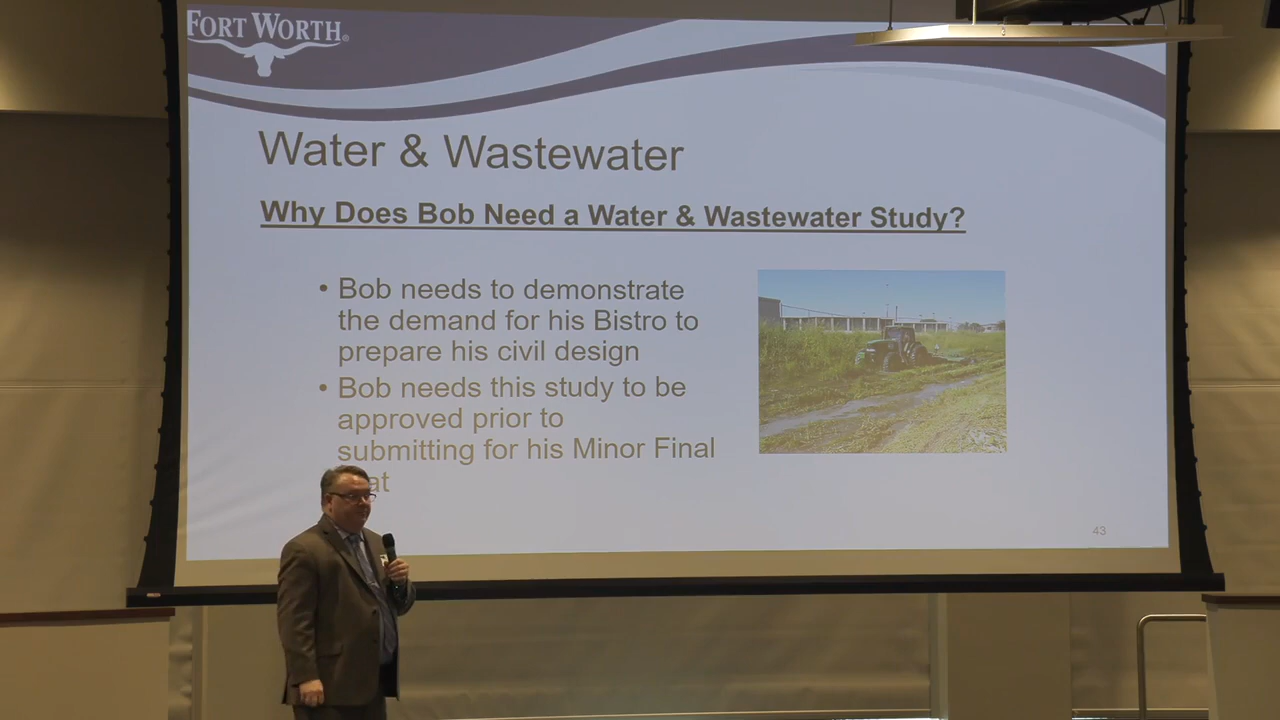 FORT WORTH®
Water & Wastewater
Why Does Bob Need a Water & Wastewater Study?
• Bob needs to demonstrate
the demand for his Bistro to
prepare his civil design
• Bob needs this study to be
approved prior to
submitting for his Minor Final
43